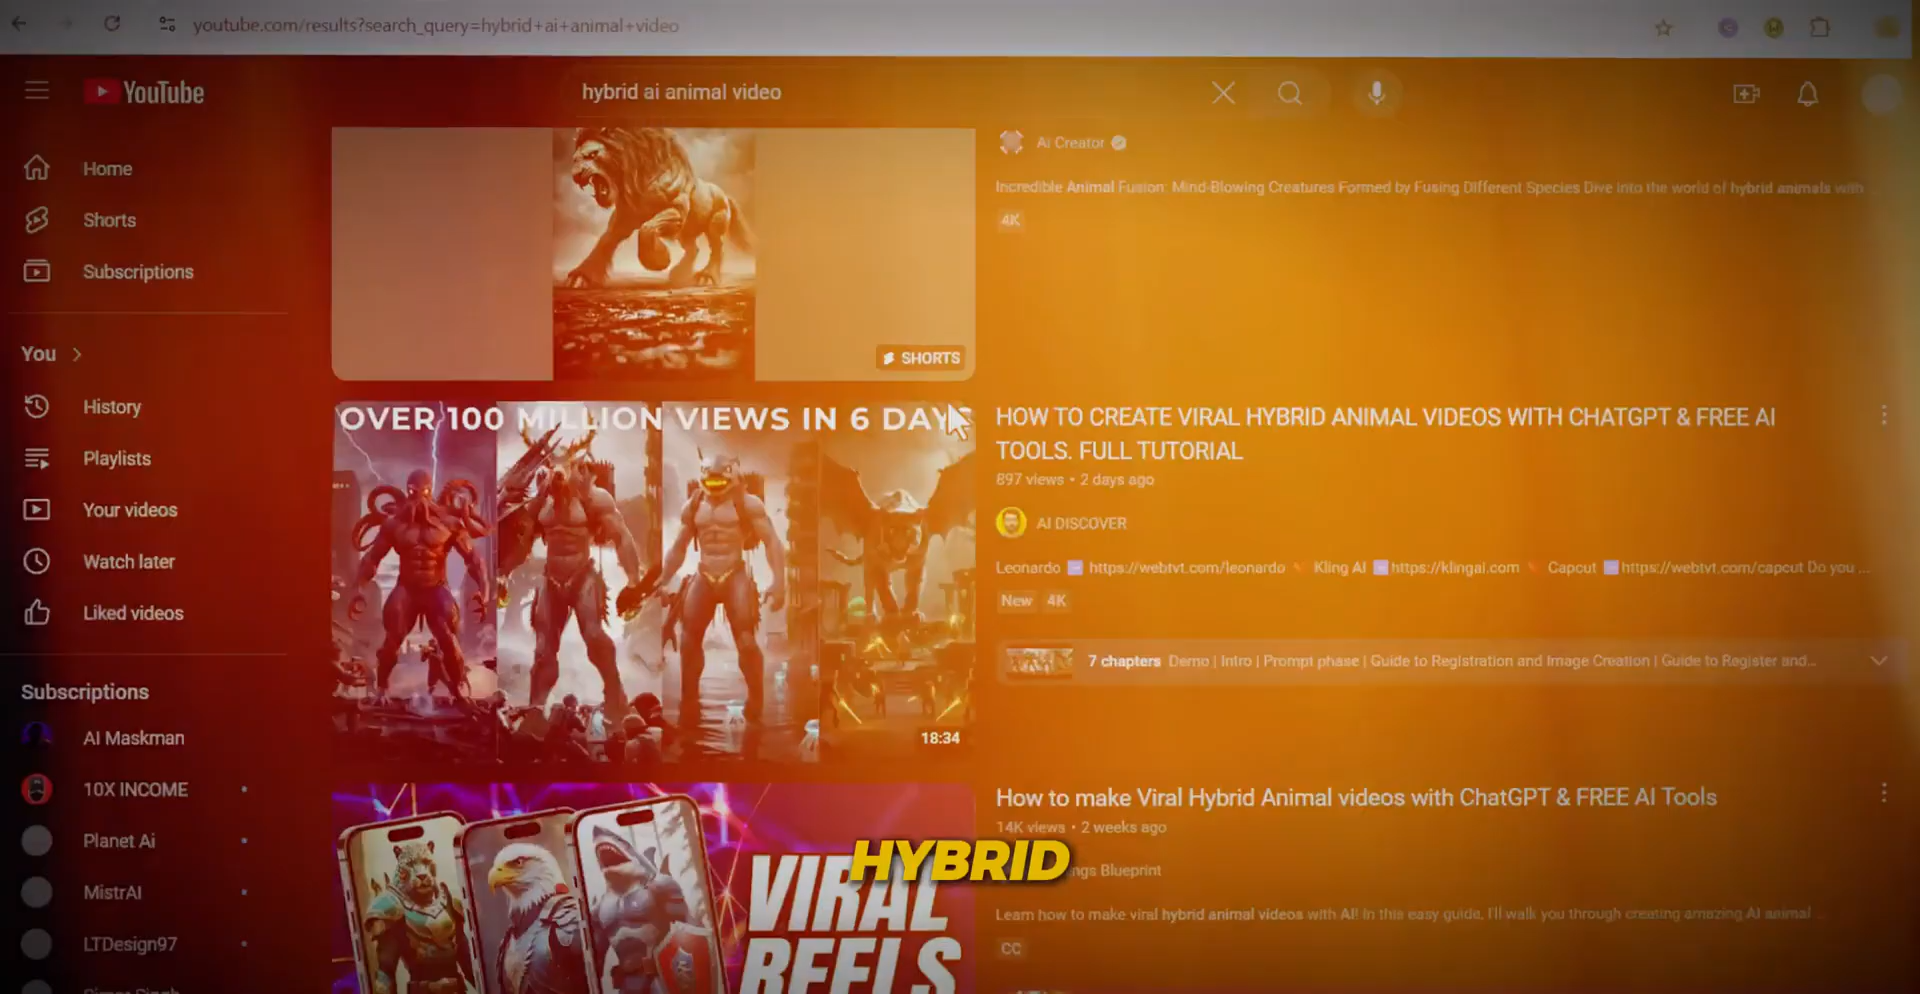 youtube.com/results?search_query=hybrid+ai+animal+video
YouTube
hybrid ai animal video
Home
Shorts
Subscriptions
You
History
Playlists
Your videos
Watch later
Liked videos
Subscriptions
AI Maskman
10X INCOME
Planet Ai
MistrAI
LTDesign97
SHORTS
Ai Creator
Incredible Animal Fusion: Mind-Blowing Creatures Formed by Fusing Different Species Dive into the world of hybrid animals with
4K
OVER 100 MILLION VIEWS IN 6 DAYS
18:34
HOW TO CREATE VIRAL HYBRID ANIMAL VIDEOS WITH CHATGPT & FREE AI
TOOLS. FULL TUTORIAL
897 views • 2 days ago
AI DISCOVER
Leonardo https://webtvt.com/leonardo Kling AI https://klingai.com Capcut https://webtvt.com/capcut Do you ...
New 4K
7 chapters Demo | Intro | Prompt phase | Guide to Registration and Image Creation | Guide to Register and...
VIRAL
REELS
HYBRID
How to make Viral Hybrid Animal videos with ChatGPT & FREE AI Tools
14K views • 2 weeks ago
ngs Blueprint
Learn how to make viral hybrid animal videos with AI! In this easy guide, I'll walk you through creating amazing AI animal ...
CC